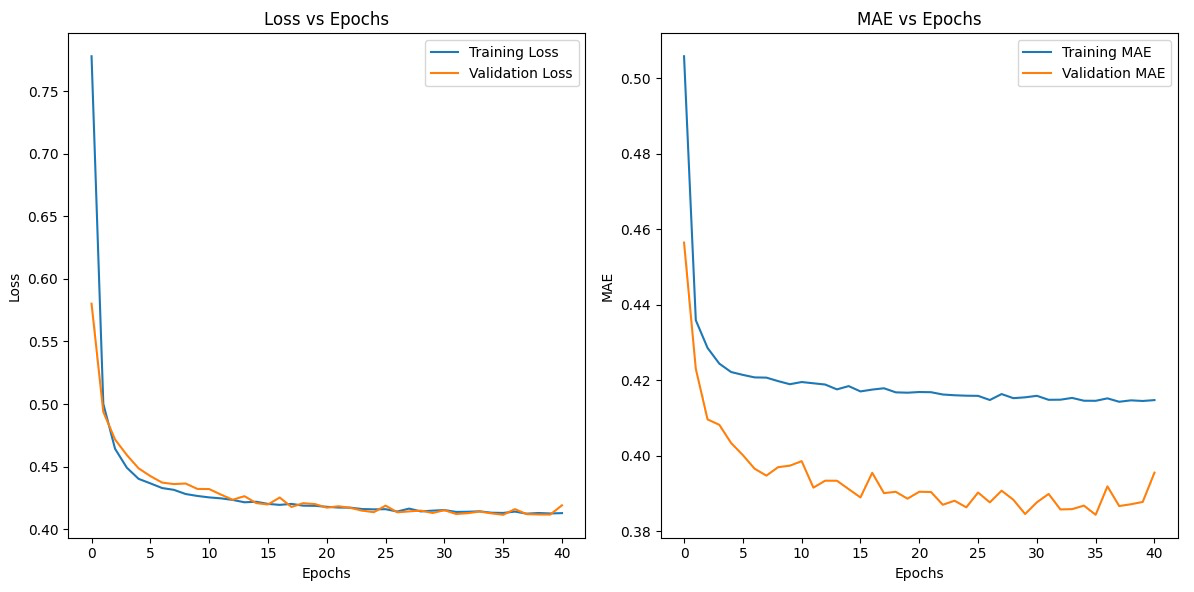 Loss vs Epochs
Training Loss
Validation Loss
0.75
0.70
0.65
0.60
0.55
0.50
0.45
0.40
Loss
0 5 10 15 20 25 30 35 40
Epochs
MAE vs Epochs
Training MAE
Validation MAE
0.50
0.48
0.46
0.44
0.42
0.40
0.38
MAE
0 5 10 15 20 25 30 35 40
Epochs